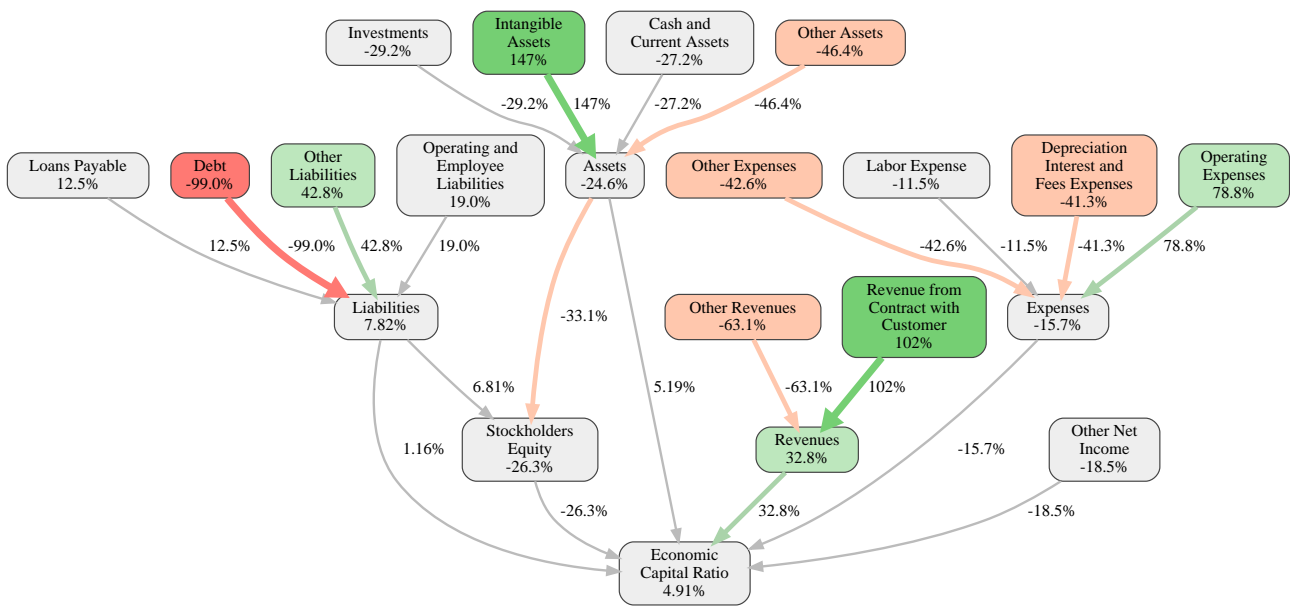 Investments
-29.2%
Intangible
Assets
147%
Cash and
Current Assets
-27.2%
Other Assets
-46.4%
-29.2%
147%
-27.2%
-46.4%
Loans Payable
12.5%
Debt
-99.0%
Other
Liabilities
42.8%
Operating and
Employee
Liabilities
19.0%
Assets
-24.6%
Other Expenses
-42.6%
Labor Expense
-11.5%
Depreciation
Interest and
Fees Expenses
-41.3%
Operating
Expenses
78.8%
12.5%
-99.0%
42.8%
19.0%
-42.6%
-11.5%
-41.3%
78.8%
Liabilities
7.82%
-33.1%
Other Revenues
-63.1%
Revenue from
Contract with
Customer
102%
Expenses
-15.7%
6.81%
5.19%
-63.1%
102%
1.16%
Stockholders
Equity
-26.3%
Revenues
32.8%
-15.7%
Other Net
Income
-18.5%
-26.3%
32.8%
-18.5%
Economic
Capital Ratio
4.91%